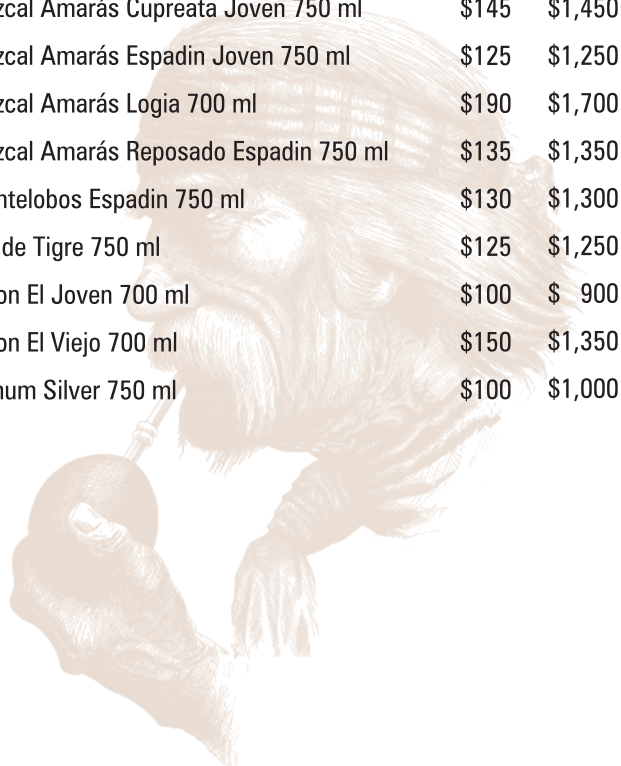 zcal Amarás Cupreata Joven 750 ml $145 $1,450
zcal Amarás Espadin Joven 750 ml $125 $1,250
zcal Amarás Logia 700 ml $190 $1,700
zcal Amarás Reposado Espadin 750 ml $135 $1,350
ntelobos Espadin 750 ml $130 $1,300
de Tigre 750 ml $125 $1,250
on El Joven 700 ml $100 $ 900
on El Viejo 700 ml $150 $1,350
num Silver 750 ml $100 $1,000